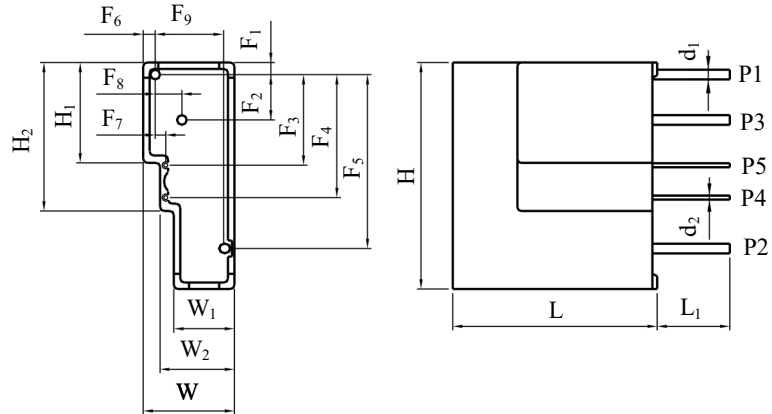 F₆
F₉
F₁
F₈
F₂
F₇
H₁
H₂
F₃
F₄
F₅
W₁
W₂
W
d₁
P1
P3
P5
P4
d₂
P2
H
L
L₁